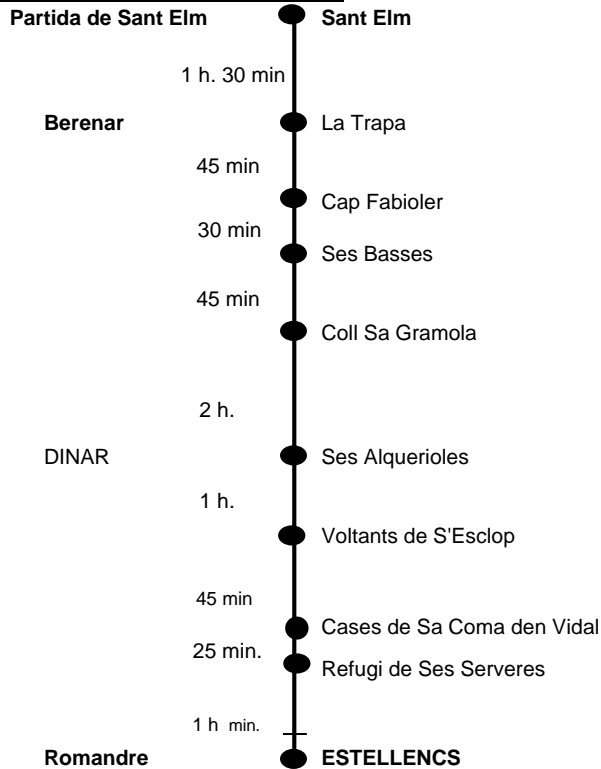 Partida de Sant Elm Sant Elm
1 h. 30 min
Berenar La Trapa
45 min
Cap Fabioler
30 min
Ses Basses
45 min
Coll Sa Gramola
2 h.
DINAR Ses Alquerioles
1 h.
Voltants de S'Esclop
45 min
Cases de Sa Coma den Vidal
25 min.
Refugi de Ses Serveres
1 h min.
Romandre ESTELLENCS